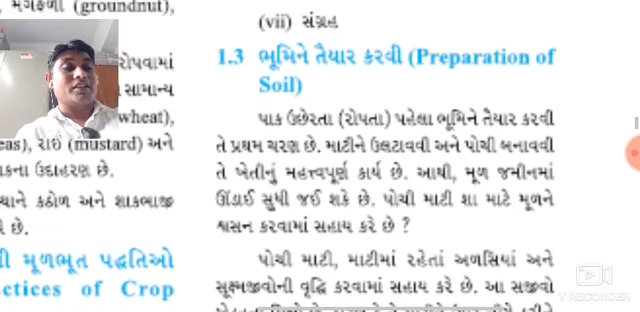 , મગફળી (groundnut),
રોપવામાં
સામાન્ય
wheat),
eas), રાઈ (mustard) અને
કના ઉદાહરણ છે.
થાને કઠોળ અને શાકભાજી
છે.
ની મૂળભૂત પદ્ધતિઓ
ctices of Crop
(vii) સંગ્રહ
1.3 ભૂમિને તૈયાર કરવી (Preparation of
Soil)
પાક ઉછેરતા (રોપતા) પહેલા ભૂમિને તૈયાર કરવી
તે પ્રથમ ચરણ છે. માટીને ઉલટાવવી અને પોચી બનાવવી
તે ખેતીનું મહત્ત્વપૂર્ણ કાર્ય છે. આથી, મૂળ જમીનમાં
ઊંડાઈ સુધી જઈ શકે છે. પોચી માટી શા માટે મૂળને
શ્વસન કરવામાં સહાય કરે છે ?
પોચી માટી, માટીમાં રહેતાં અળસિયાં અને
સૂક્ષ્મજીવોની વૃદ્ધિ કરવામાં સહાય કરે છે. આ સજીવો
V RECORDER